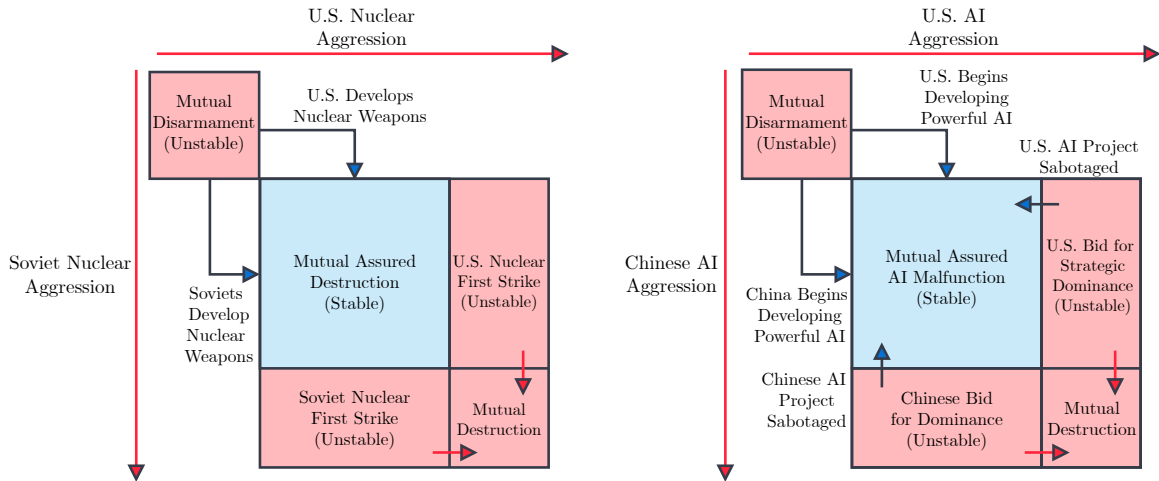 U.S. Nuclear
Aggression
Mutual
Disarmament
(Unstable)
U.S. Develops
Nuclear Weapons
Soviet Nuclear
Aggression
Soviets
Develop
Nuclear
Weapons
Mutual Assured
Destruction
(Stable)
U.S. Nuclear
First Strike
(Unstable)
Soviet Nuclear
First Strike
(Unstable)
Mutual
Destruction
U.S. AI
Aggression
Mutual
Disarmament
(Unstable)
U.S. Begins
Developing
Powerful AI
U.S. AI Project
Sabotaged
Chinese AI
Aggression
China Begins
Developing
Powerful AI
Mutual Assured
AI Malfunction
(Stable)
U.S. Bid for
Strategic
Dominance
(Unstable)
Chinese AI
Project
Sabotaged
Chinese Bid
for Dominance
(Unstable)
Mutual
Destruction